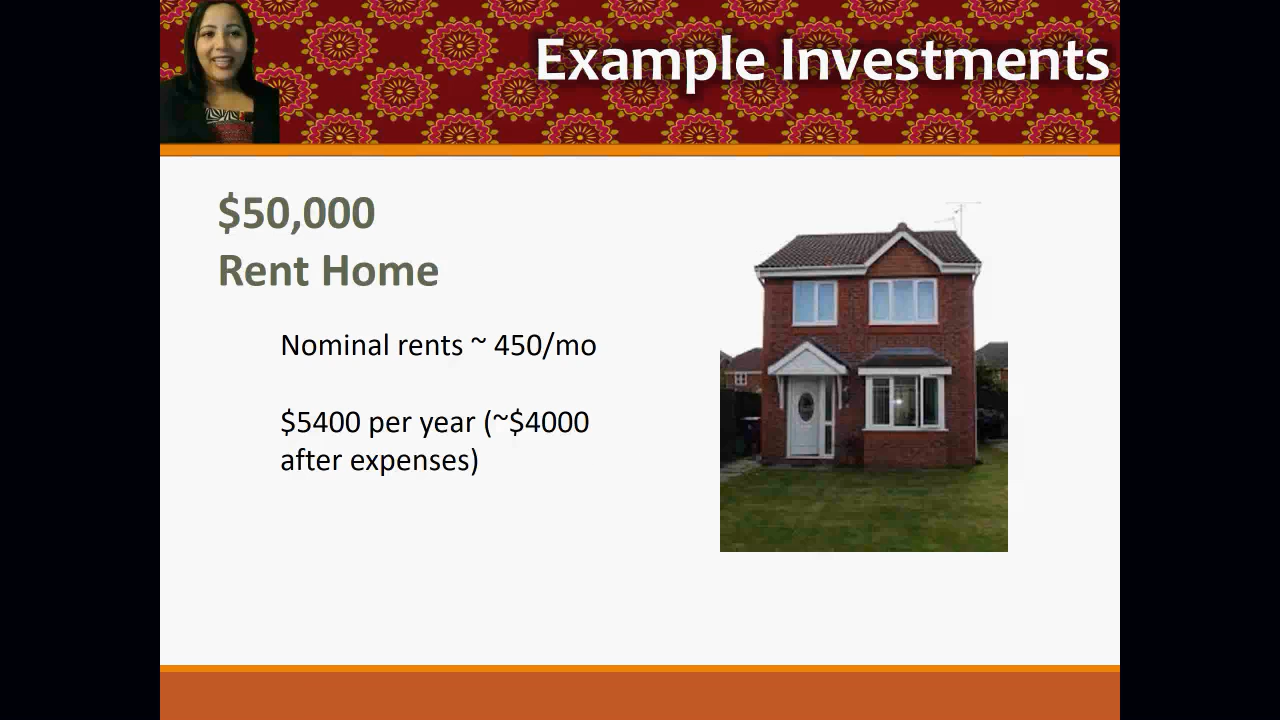 Example Investments
$50,000
Rent Home
Nominal rents ~ 450/mo
$5400 per year (~$4000
after expenses)